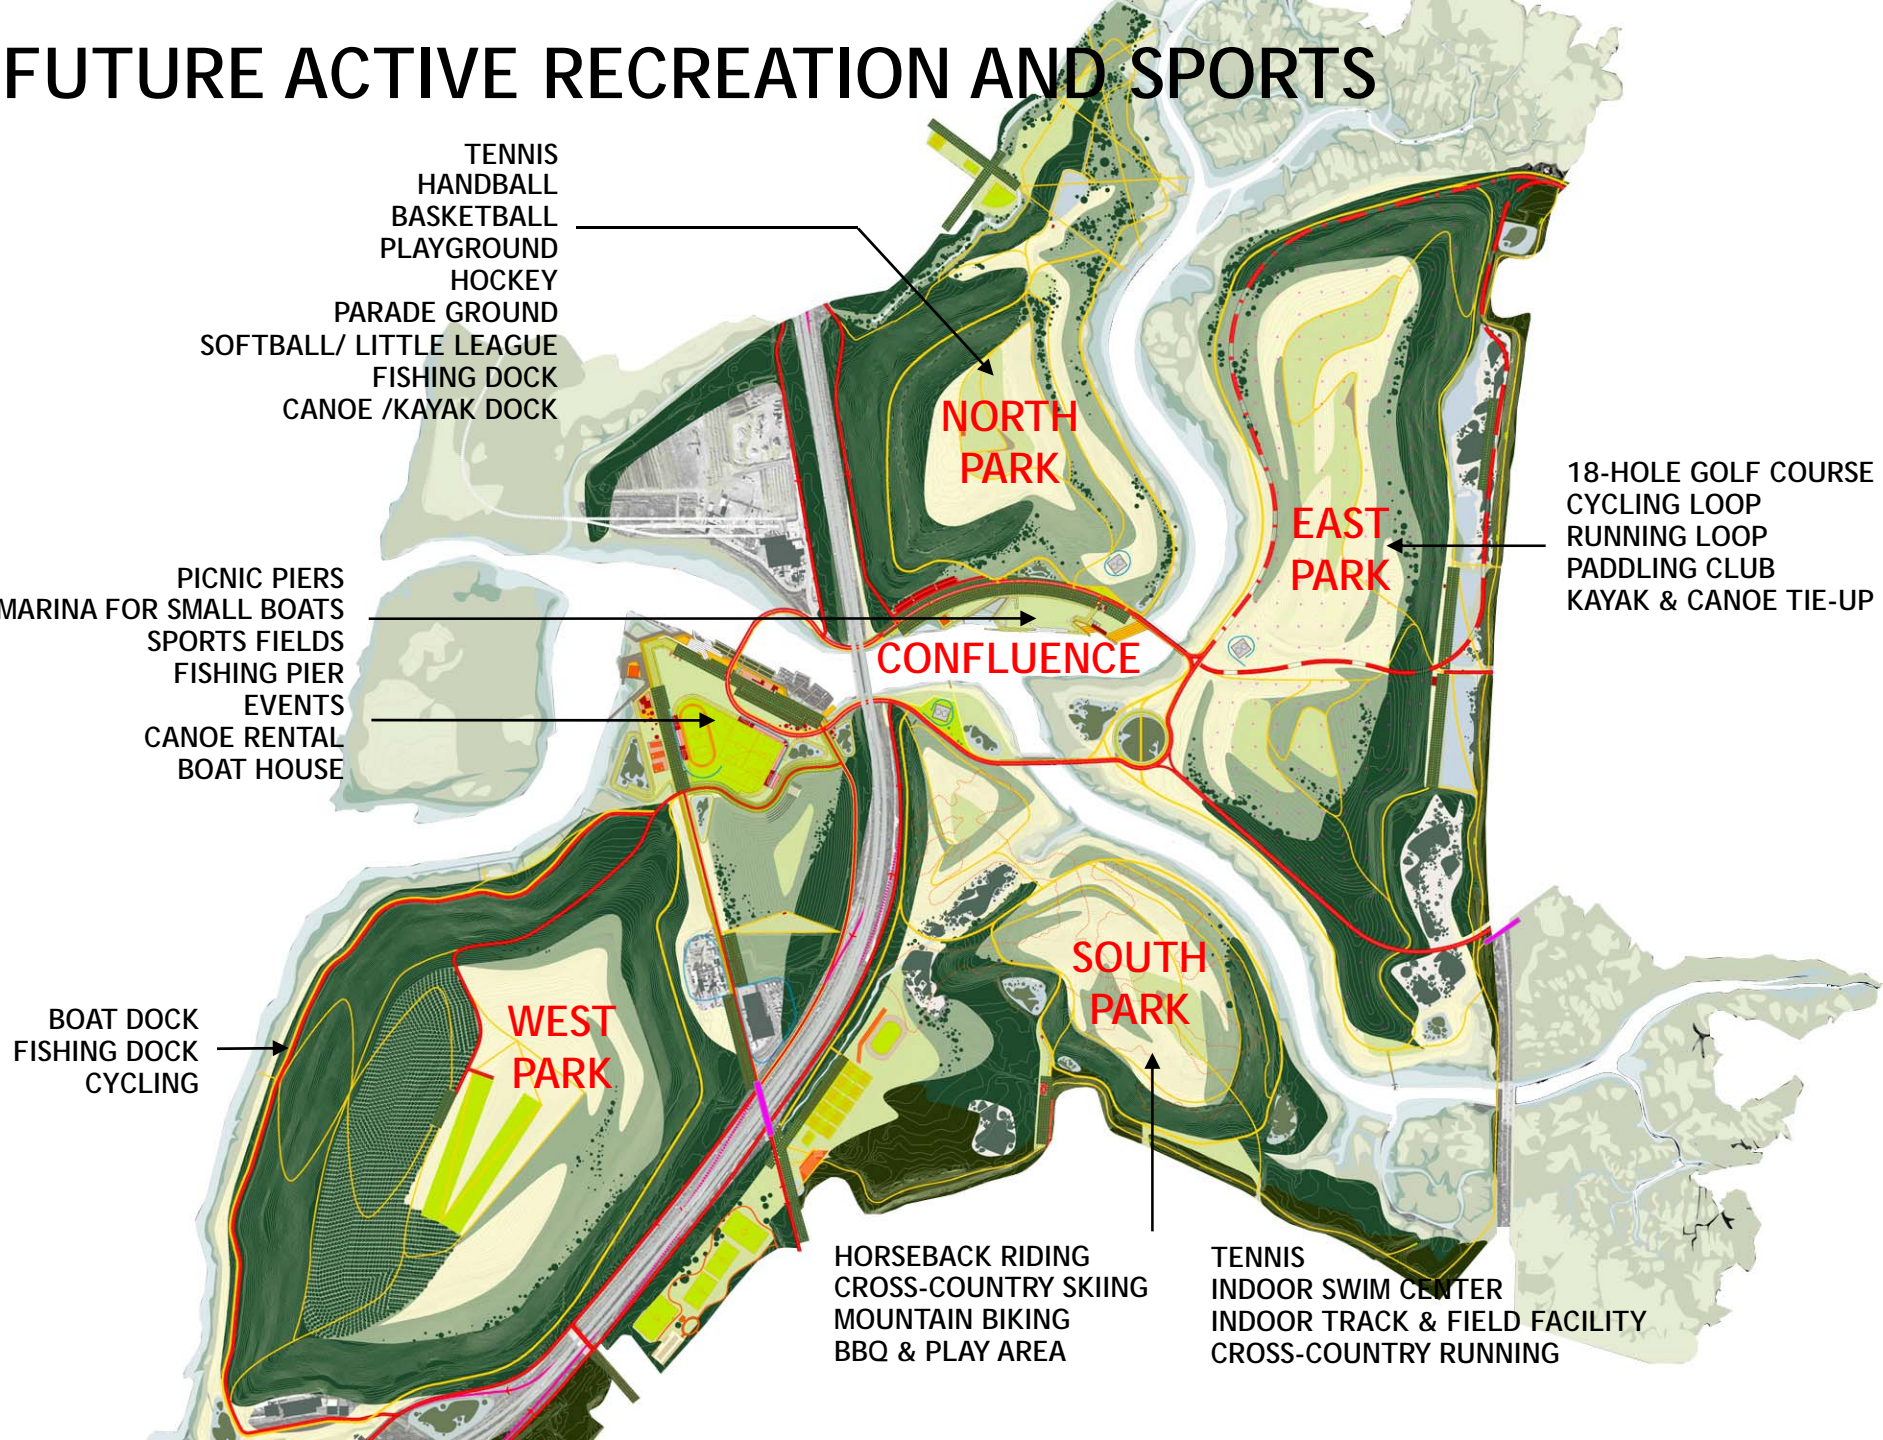 FUTURE ACTIVE RECREATION AND SPORTS
TENNIS
HANDBALL
BASKETBALL
PLAYGROUND
HOCKEY
PARADE GROUND
SOFTBALL/ LITTLE LEAGUE
FISHING DOCK
CANOE /KAYAK DOCK
NORTH
PARK
18-HOLE GOLF COURSE
CYCLING LOOP
RUNNING LOOP
PADDLING CLUB
KAYAK & CANOE TIE-UP
EAST
PARK
PICNIC PIERS
MARINA FOR SMALL BOATS
SPORTS FIELDS
FISHING PIER
EVENTS
CANOE RENTAL
BOAT HOUSE
CONFLUENCE
SOUTH
PARK
WEST
PARK
BOAT DOCK
FISHING DOCK
CYCLING
HORSEBACK RIDING
CROSS-COUNTRY SKIING
MOUNTAIN BIKING
BBQ & PLAY AREA
TENNIS
INDOOR SWIM CENTER
INDOOR TRACK & FIELD FACILITY
CROSS-COUNTRY RUNNING